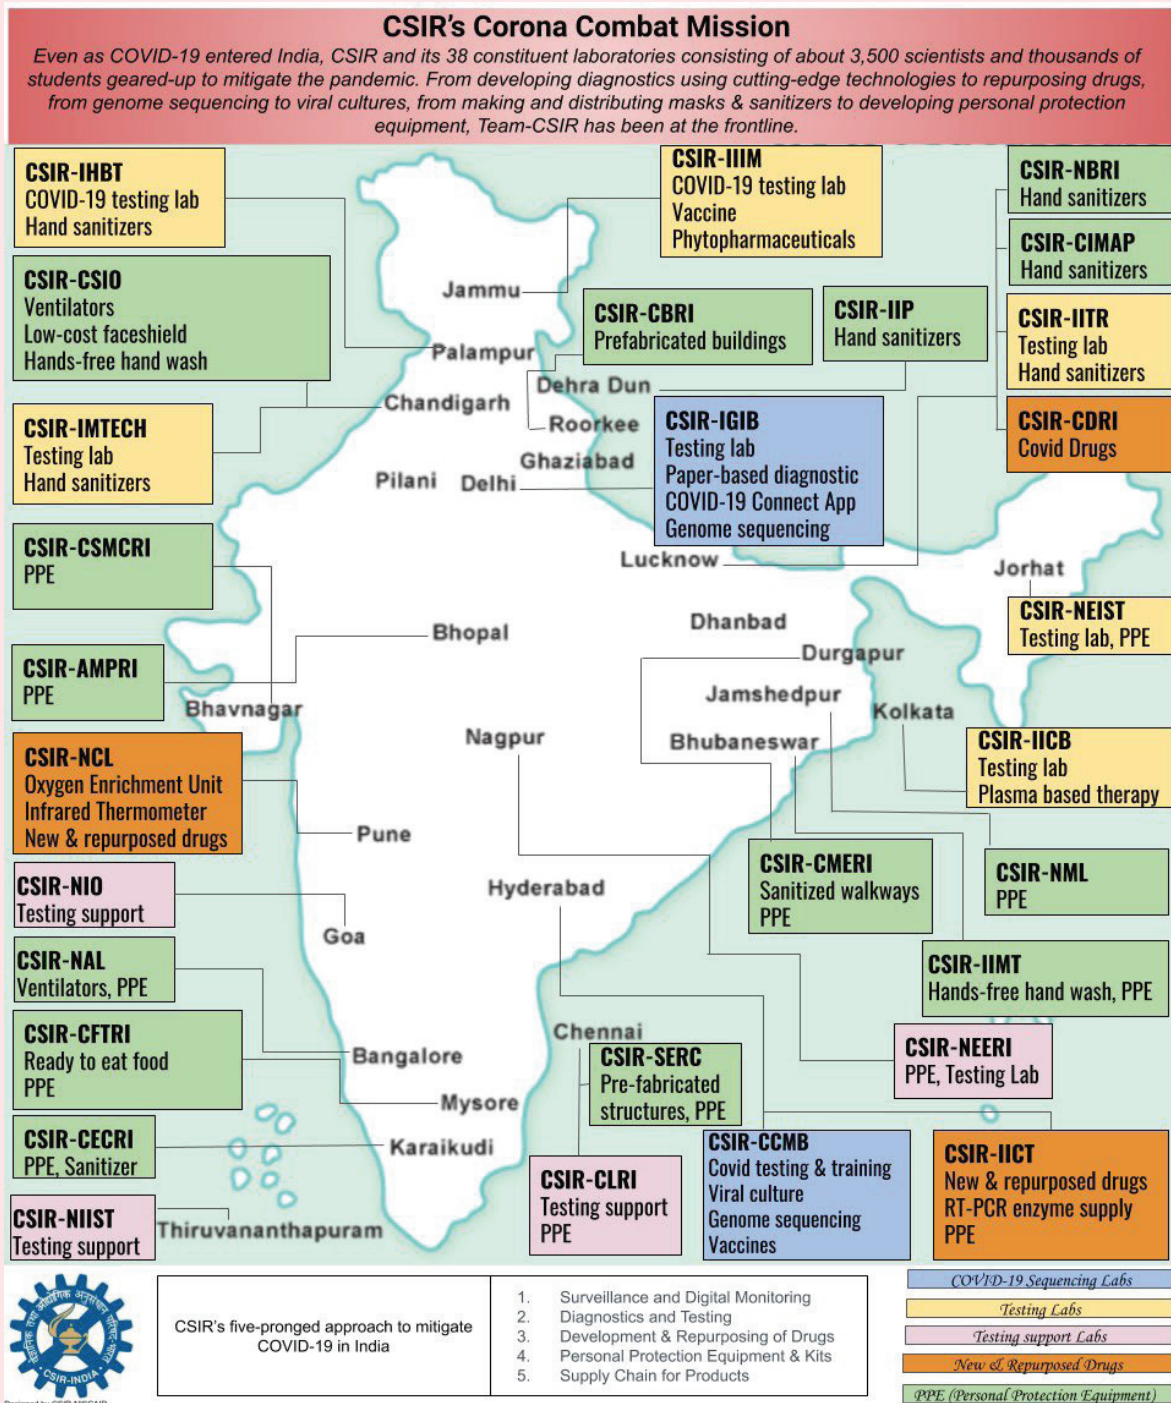 CSIR's Corona Combat Mission
Even as COVID-19 entered India, CSIR and its 38 constituent laboratories consisting of about 3,500 scientists and thousands of
students geared-up to mitigate the pandemic. From developing diagnostics using cutting-edge technologies to repurposing drugs,
from genome sequencing to viral cultures, from making and distributing masks & sanitizers to developing personal protection
equipment, Team-CSIR has been at the frontline.
CSIR-IHBT
COVID-19 testing lab
Hand sanitizers
CSIR-IIIM
COVID-19 testing lab
Vaccine
Phytopharmaceuticals
CSIR-NBRI
Hand sanitizers
CSIR-CIMAP
Hand sanitizers
CSIR-CSIO
Ventilators
Low-cost faceshield
Hands-free hand wash
CSIR-CBRI
Prefabricated buildings
CSIR-IIP
Hand sanitizers
CSIR-IITR
Testing lab
Hand sanitizers
CSIR-CDRI
Covid Drugs
CSIR-IMTECH
Testing lab
Hand sanitizers
CSIR-IGIB
Testing lab
Paper-based diagnostic
COVID-19 Connect App
Genome sequencing
Jammu
Palampur
Dehra Dun
Chandigarh
Roorkee
Ghaziabad
Pilani
Delhi
Lucknow
Jorhat
CSIR-CSMCRI
PPE
CSIR-NEIST
Testing lab, PPE
Dhanbad
Bhopal
Durgapur
CSIR-AMPRI
PPE
Jamshedpur
Bhavnagar
Kolkata
Nagpur
Bhubaneswar
CSIR-NCL
Oxygen Enrichment Unit
Infrared Thermometer
New & repurposed drugs
CSIR-IICB
Testing lab
Plasma based therapy
Pune
CSIR-CMERI
Sanitized walkways
PPE
CSIR-NML
PPE
CSIR-NIO
Testing support
Hyderabad
Goa
CSIR-NAL
Ventilators, PPE
CSIR-IIMT
Hands-free hand wash, PPE
CSIR-CFTRI
Ready to eat food
PPE
Chennai
Bangalore
CSIR-SERC
Pre-fabricated
structures, PPE
CSIR-NEERI
PPE, Testing Lab
Mysore
CSIR-CECRI
PPE, Sanitizer
Karaikudi
CSIR-CLRI
Testing support
PPE
CSIR-CCMB
Covid testing & training
Viral culture
Genome sequencing
Vaccines
CSIR-IICT
New & repurposed drugs
RT-PCR enzyme supply
PPE
CSIR-NIIST
Testing support
Thiruvananthapuram
CSIR-INDIA
CSIR's five-pronged approach to mitigate
COVID-19 in India
1. Surveillance and Digital Monitoring
2. Diagnostics and Testing
3. Development & Repurposing of Drugs
4. Personal Protection Equipment & Kits
5. Supply Chain for Products
COVID-19 Sequencing Labs
Testing Labs
Testing support Labs
New & Repurposed Drugs
PPE (Personal Protection Equipment)